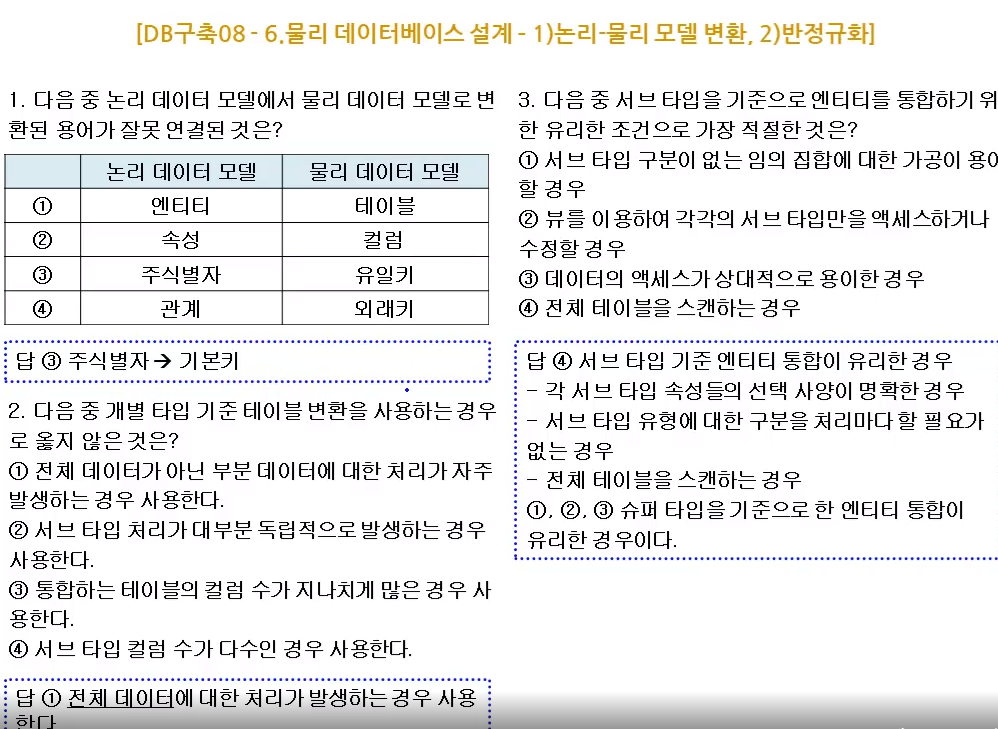 [DB구축08 - 6.물리 데이터베이스 설계 - 1)논리-물리 모델 변환, 2)반정규화]
1. 다음 중 논리 데이터 모델에서 물리 데이터 모델로 변
환된 용어가 잘못 연결된 것은?
논리 데이터 모델 물리 데이터 모델
① 엔티티 테이블
② 속성 컬럼
③ 주식별자 유일키
④ 관계 외래키
답 ③ 주식별자 → 기본키
2. 다음 중 개별 타입 기준 테이블 변환을 사용하는 경우
로 옳지 않은 것은?
① 전체 데이터가 아닌 부분 데이터에 대한 처리가 자주
발생하는 경우 사용한다.
② 서브 타입 처리가 대부분 독립적으로 발생하는 경우
사용한다.
③ 통합하는 테이블의 컬럼 수가 지나치게 많은 경우 사
용한다.
④ 서브 타입 컬럼 수가 다수인 경우 사용한다.
답 ① 전체 데이터에 대한 처리가 발생하는 경우 사용
한다
3. 다음 중 서브 타입을 기준으로 엔티티를 통합하기 위
한 유리한 조건으로 가장 적절한 것은?
① 서브 타입 구분이 없는 임의 집합에 대한 가공이 용이
할 경우
② 뷰를 이용하여 각각의 서브 타입만을 액세스하거나
수정할 경우
③ 데이터의 액세스가 상대적으로 용이한 경우
④ 전체 테이블을 스캔하는 경우
답 ④ 서브 타입 기준 엔티티 통합이 유리한 경우
- 각 서브 타입 속성들의 선택 사양이 명확한 경우
- 서브 타입 유형에 대한 구분을 처리마다 할 필요가
없는 경우
- 전체 테이블을 스캔하는 경우
①, ②, ③ 슈퍼 타입을 기준으로 한 엔티티 통합이
유리한 경우이다.